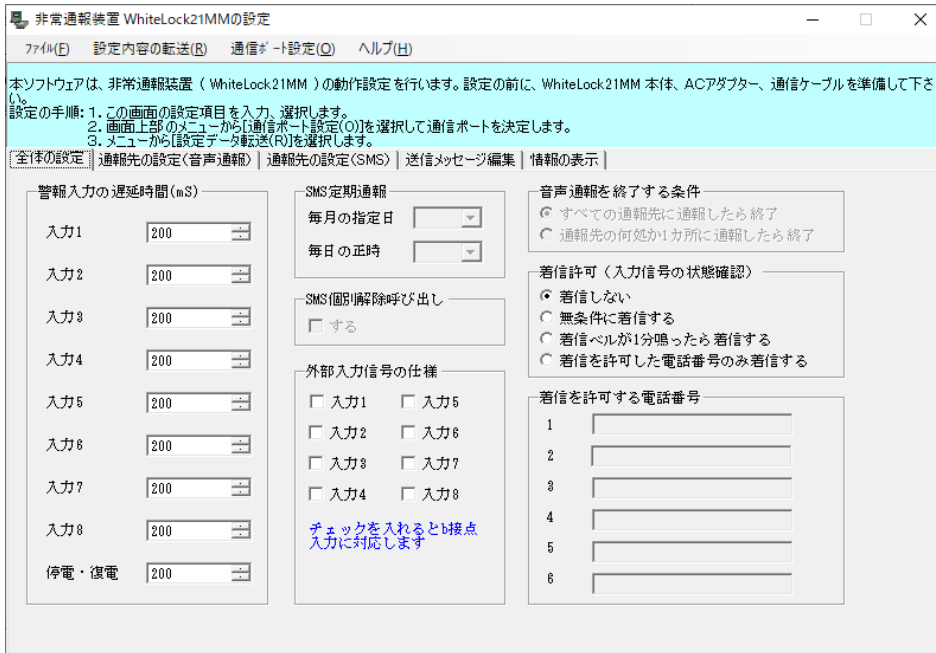 非常通報装置 WhiteLock21MMの設定
ファイル(F) 設定内容の転送(R) 通信ポート設定(O) ヘルプ(H)
本ソフトウェアは、非常通報装置（ WhiteLock21MM ）の動作設定を行います。設定の前に、WhiteLock21MM 本体、ACアダプター、通信ケーブルを準備して下さ
い。
設定の手順: 1. この画面の設定項目を入力、選択します。
2. 画面上部のメニューから[通信ポート設定(O)]を選択して通信ポートを決定します。
3. メニューから[設定データ転送(R)]を選択します。
全体の設定 通報先の設定(音声通報) 通報先の設定(SMS) 送信メッセージ編集 情報の表示
警報入力の遅延時間(mS)
入力1 200
入力2 200
入力3 200
入力4 200
入力5 200
入力6 200
入力7 200
入力8 200
停電・復電 200
SMS定期通報
毎月の指定日
毎日の正時
SMS個別解除呼び出し
する
外部入力信号の仕様
入力1 入力5
入力2 入力6
入力3 入力7
入力4 入力8
チェックを入れるとb接点
入力に対応します
音声通報を終了する条件
すべての通報先に通報したら終了
通報先の何処か1カ所に通報したら終了
着信許可（入力信号の状態確認）
着信しない
無条件に着信する
着信ベルが1分鳴ったら着信する
着信を許可した電話番号のみ着信する
着信を許可する電話番号
1
2
3
4
5
6